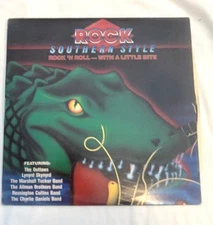 ROCK
SOUTHERN STYLE
ROCK 'N ROLL — WITH A LITTLE BITE
FEATURING:
The Outlaws
Lynyrd Skynyrd
The Marshall Tucker Band
The Allman Brothers Band
Rossington Collins Band
The Charlie Daniels Band